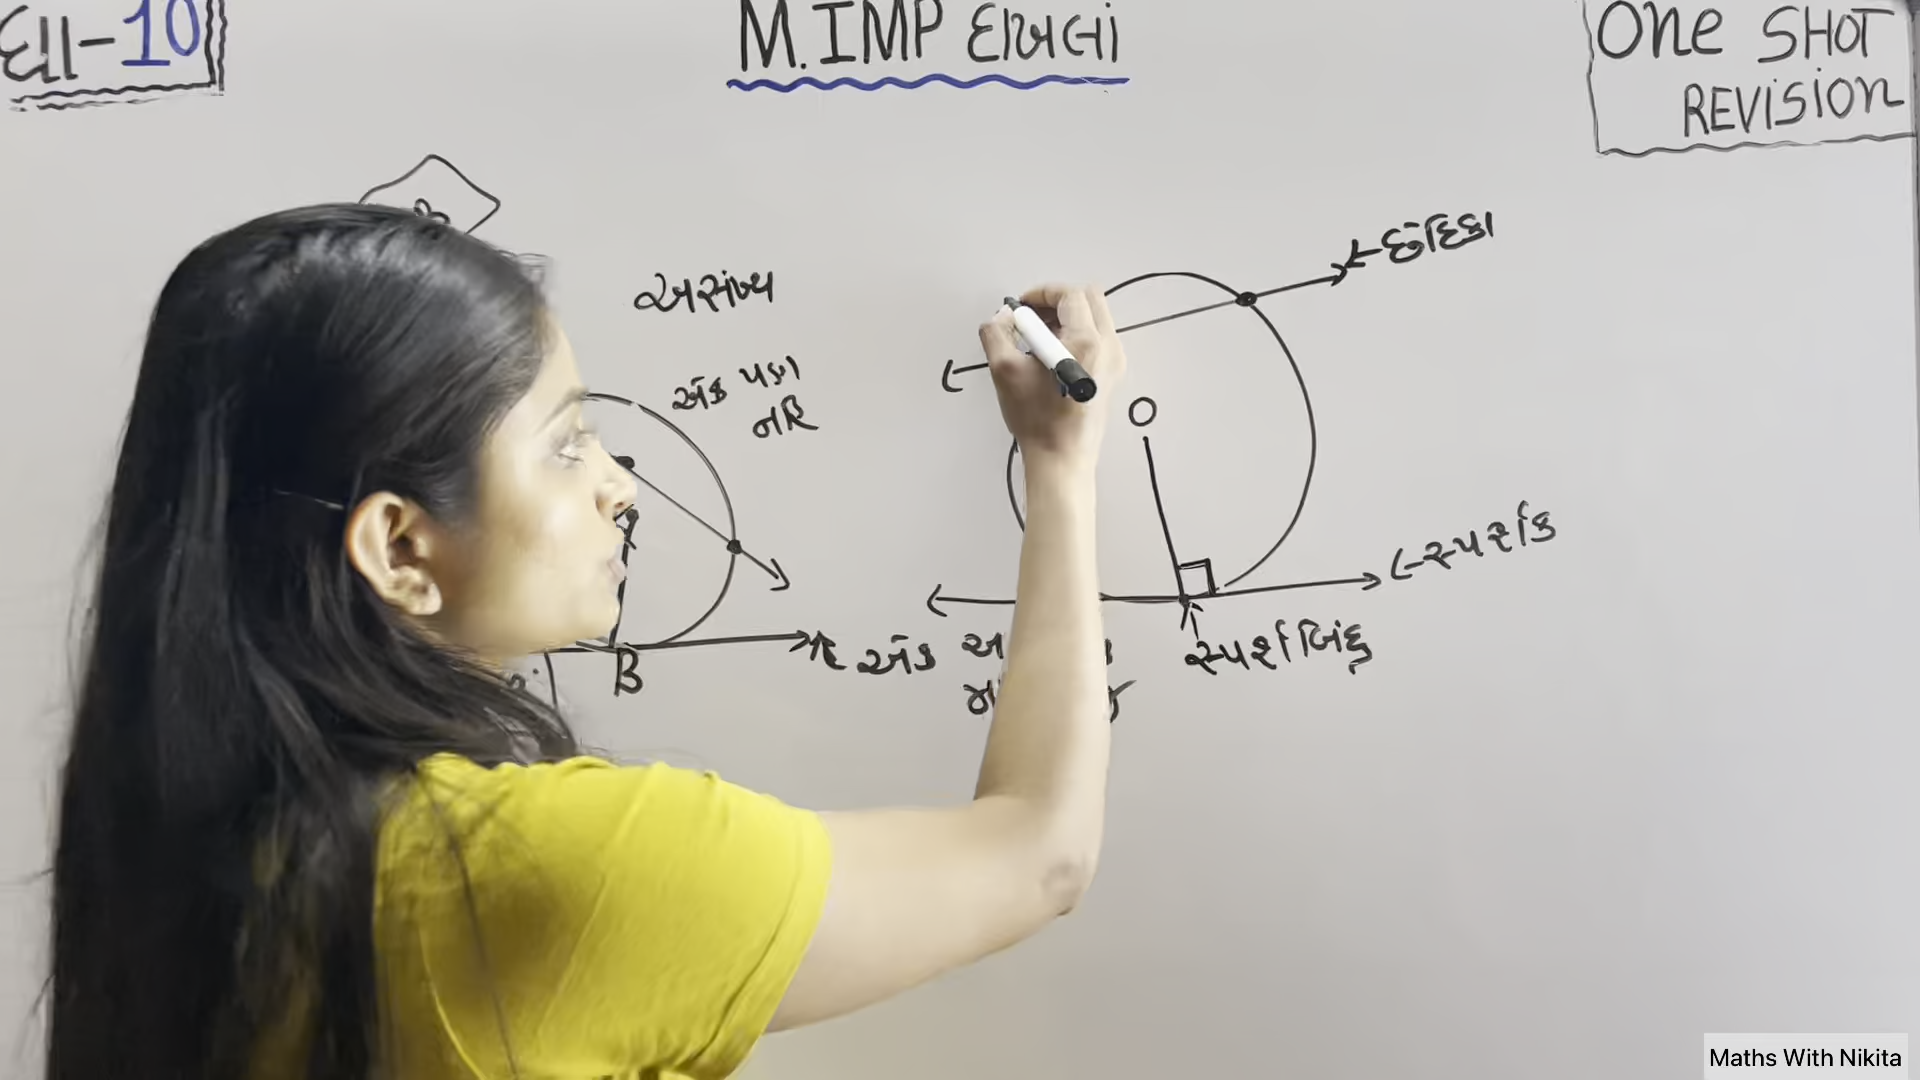 ધો-10
M.IMP દાખલાં
One SHOT
REVISION
છેદિકા
અસંખ્ય
એક પણ
નહિ
O
સ્પર્શક
B
એક
સ્પર્શબિંદુ
Maths With Nikita